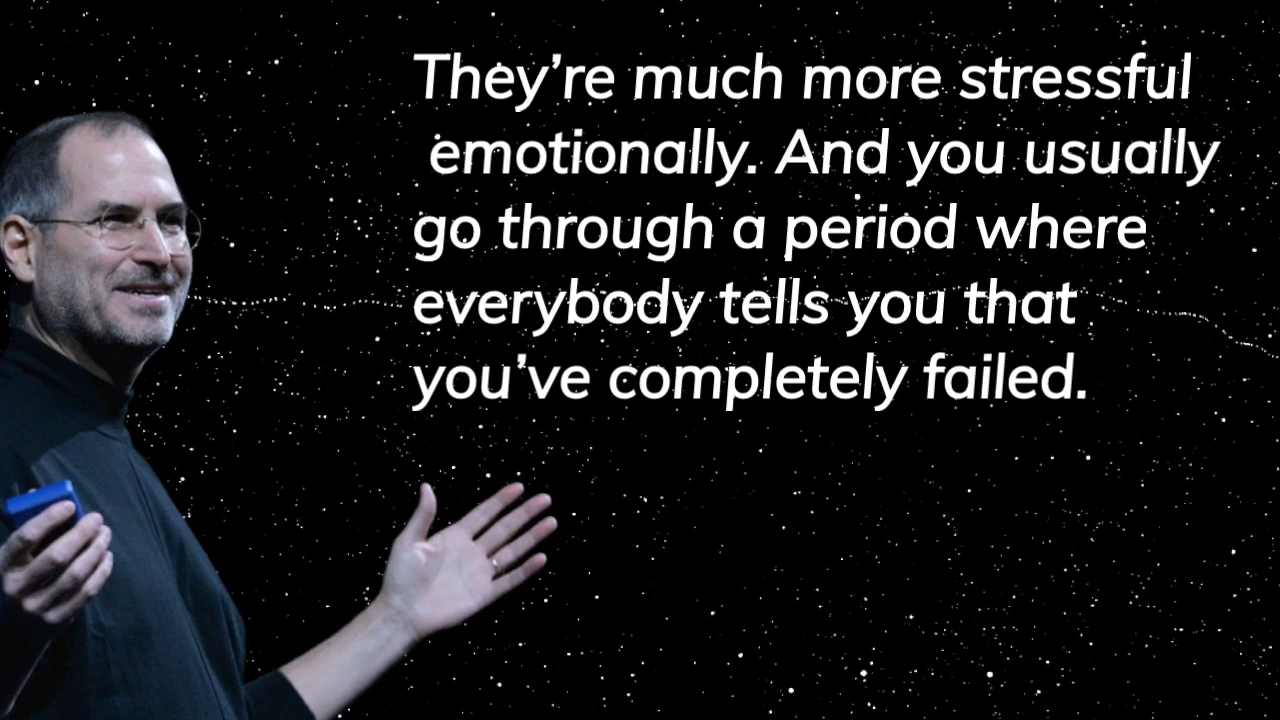 They’re much more stressful
emotionally. And you usually
go through a period where
everybody tells you that
you’ve completely failed.